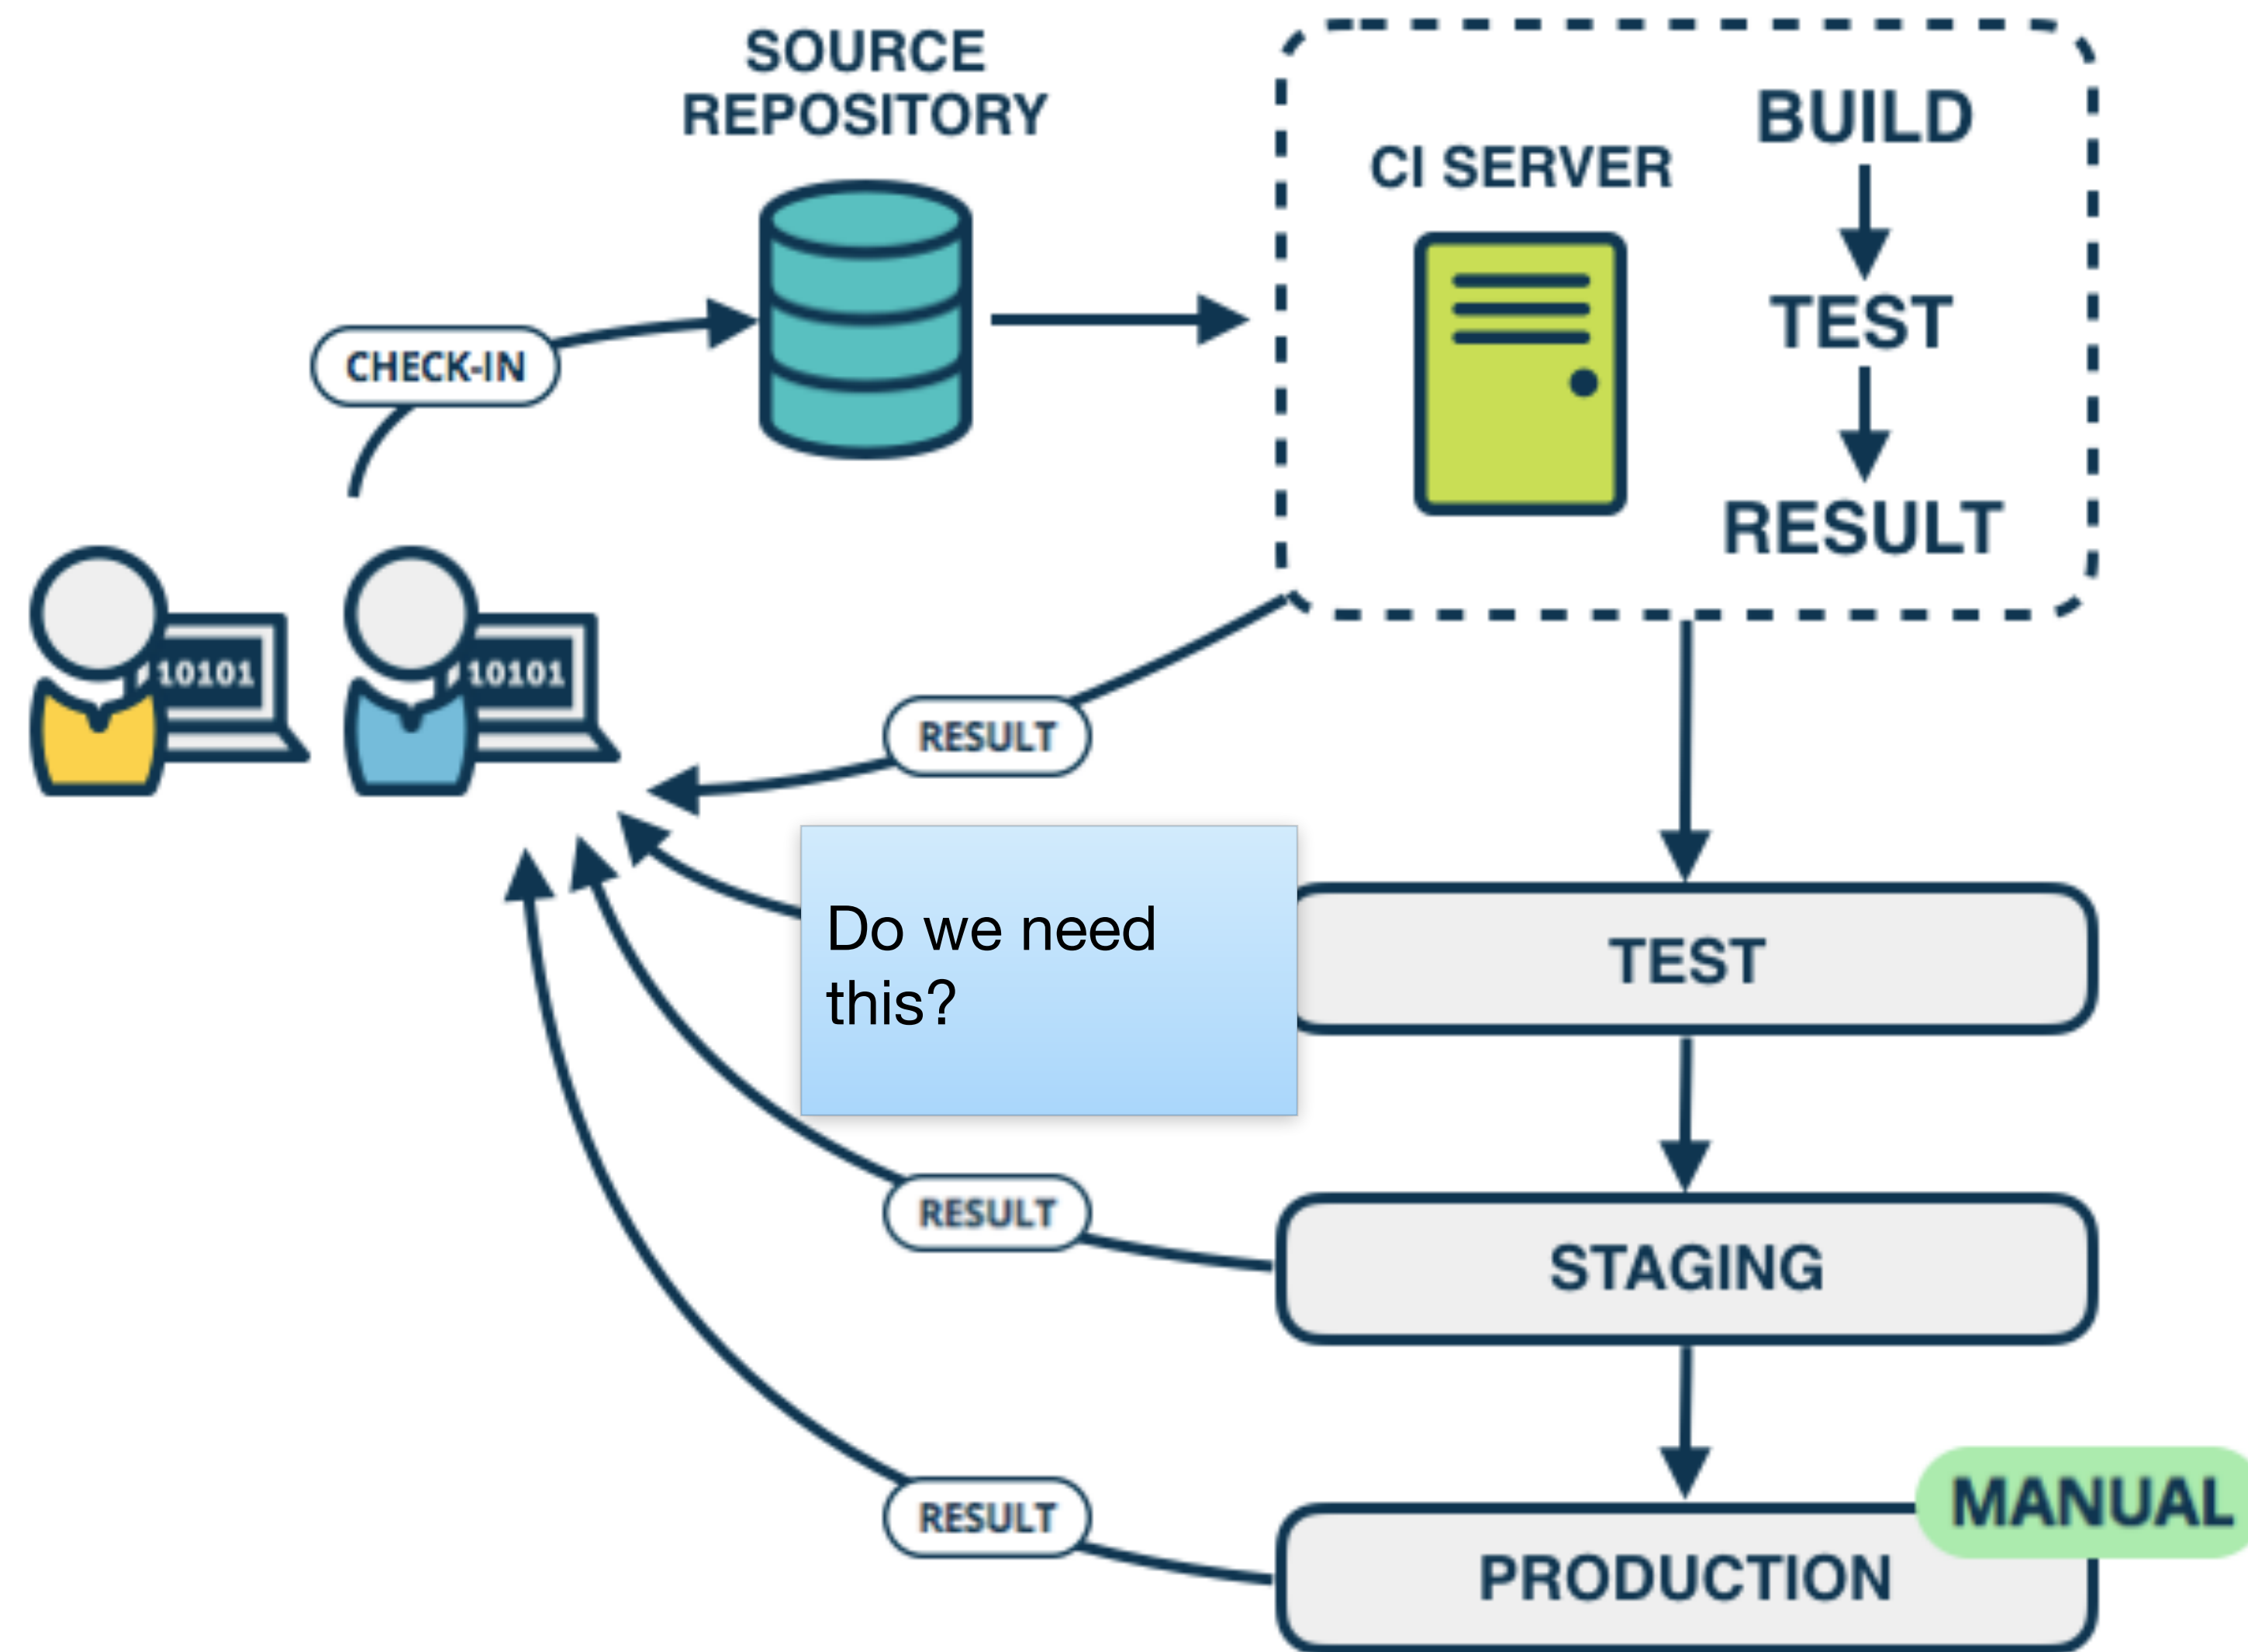 SOURCE
REPOSITORY
BUILD
CI SERVER
TEST
CHECK-IN
RESULT
10101
10101
RESULT
Do we need
this?
TEST
RESULT
STAGING
MANUAL
RESULT
PRODUCTION